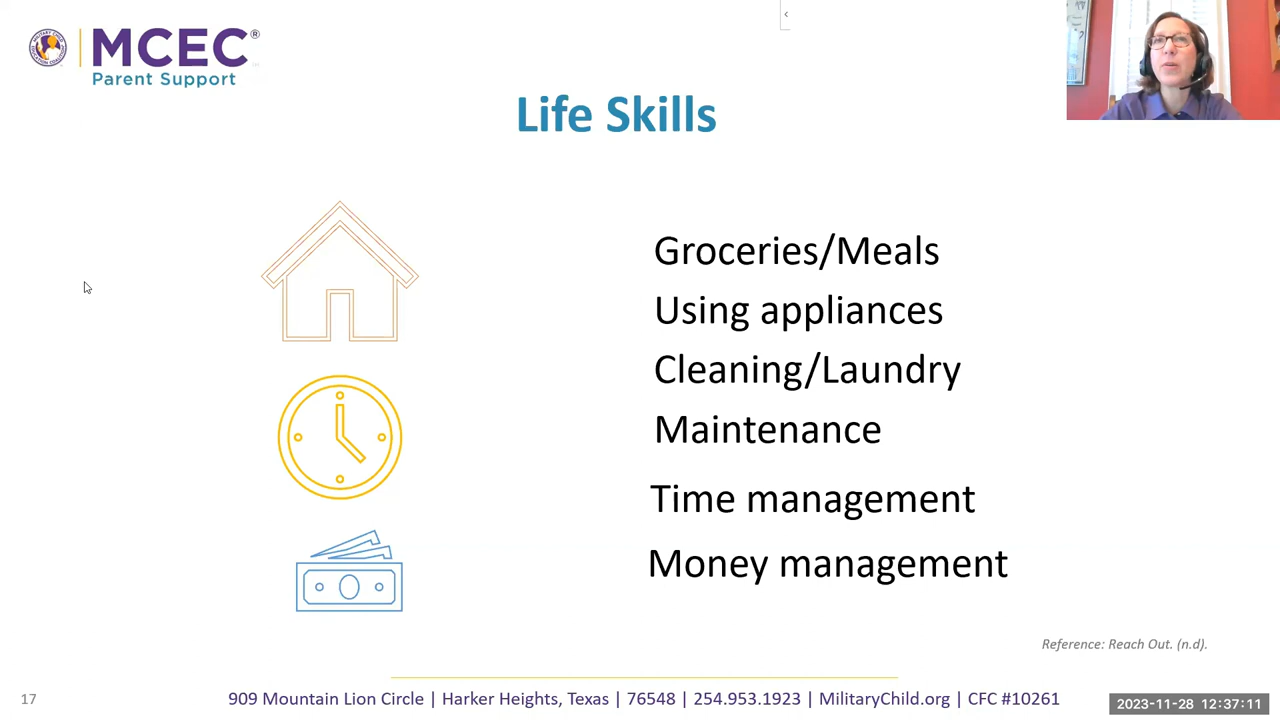 MCEC®
Parent Support
Life Skills
Groceries/Meals
Using appliances
Cleaning/Laundry
Maintenance
Time management
Money management
Reference: Reach Out. (n.d).
17
909 Mountain Lion Circle | Harker Heights, Texas | 76548 | 254.953.1923 | MilitaryChild.org | CFC #10261
2023-11-28 12:37:11